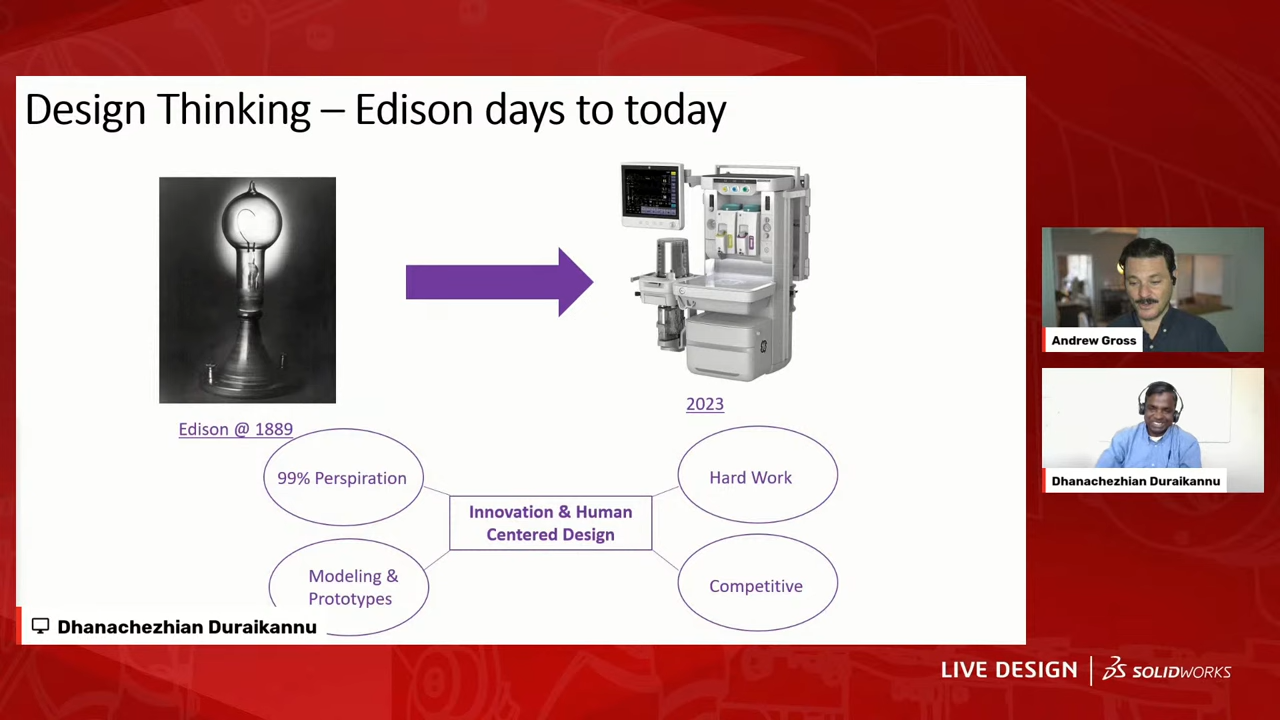 Design Thinking – Edison days to today
Edison @ 1889
2023
99% Perspiration
Hard Work
Innovation & Human
Centered Design
Modeling &
Prototypes
Competitive
Dhanachezhian Duraikannu
Andrew Gross
Dhanachezhian Duraikannu
LIVE DESIGN
SOLIDWORKS